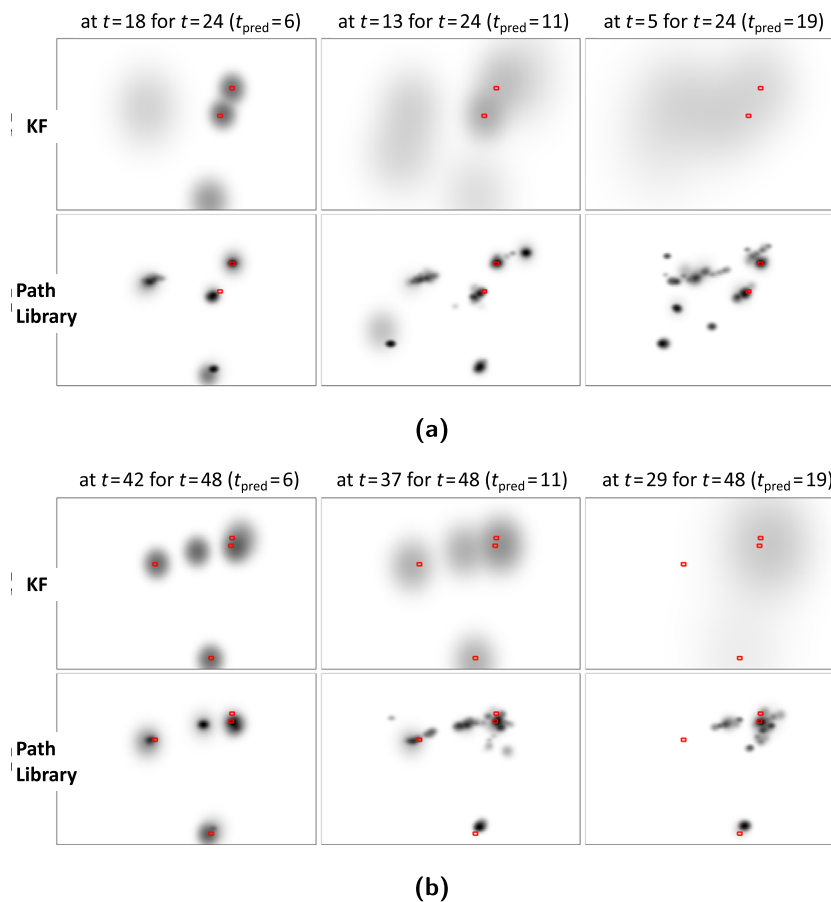 at t=18 for t=24 (tpred=6) at t=13 for t=24 (tpred=11) at t=5 for t=24 (tpred=19)
KF
Path
Library
(a)
at t=42 for t=48 (tpred=6) at t=37 for t=48 (tpred=11) at t=29 for t=48 (tpred=19)
KF
Path
Library
(b)